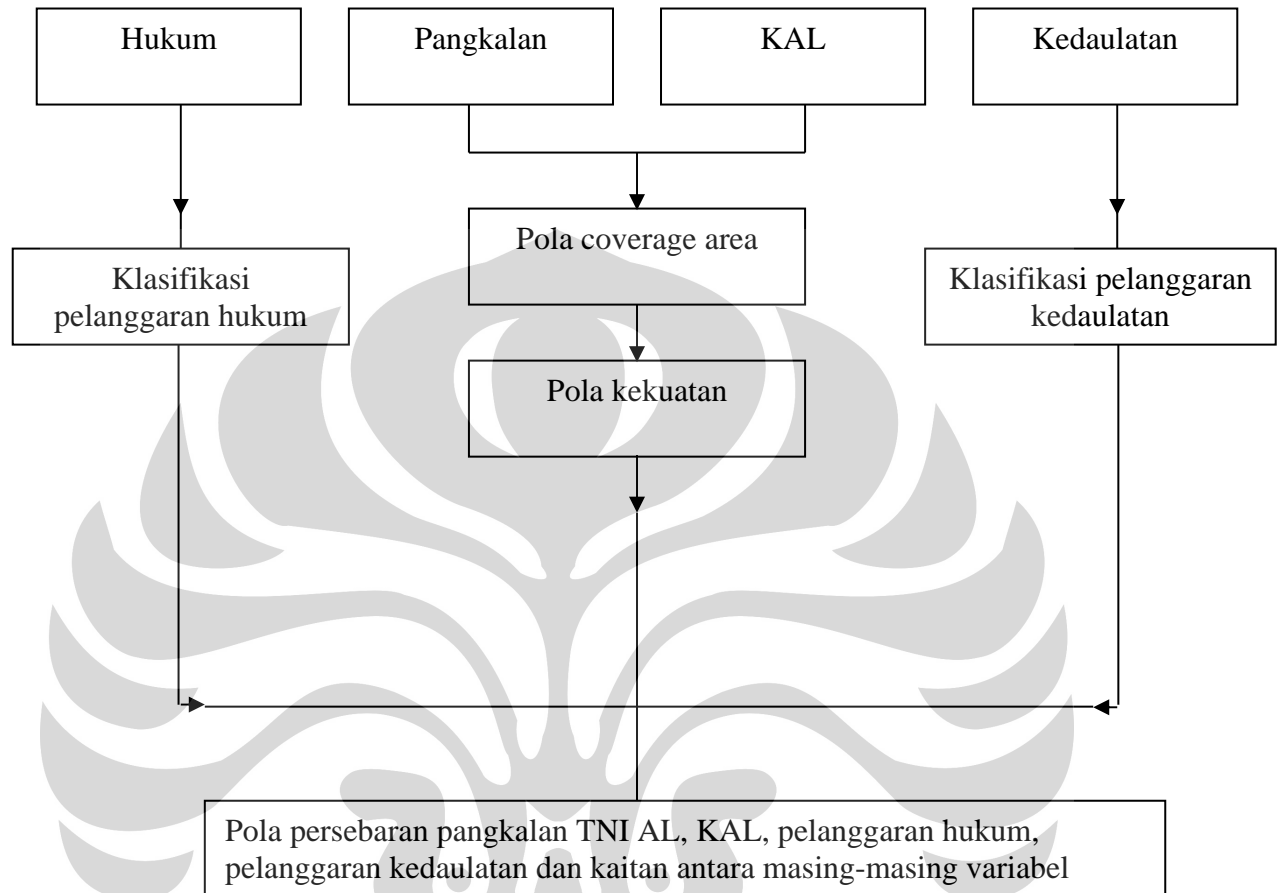 Hukum
Pangkalan
KAL
Kedaulatan
Pola coverage area
Klasifikasi
pelanggaran hukum
Klasifikasi pelanggaran
kedaulatan
Pola kekuatan
Pola persebaran pangkalan TNI AL, KAL, pelanggaran hukum,
pelanggaran kedaulatan dan kaitan antara masing-masing variabel